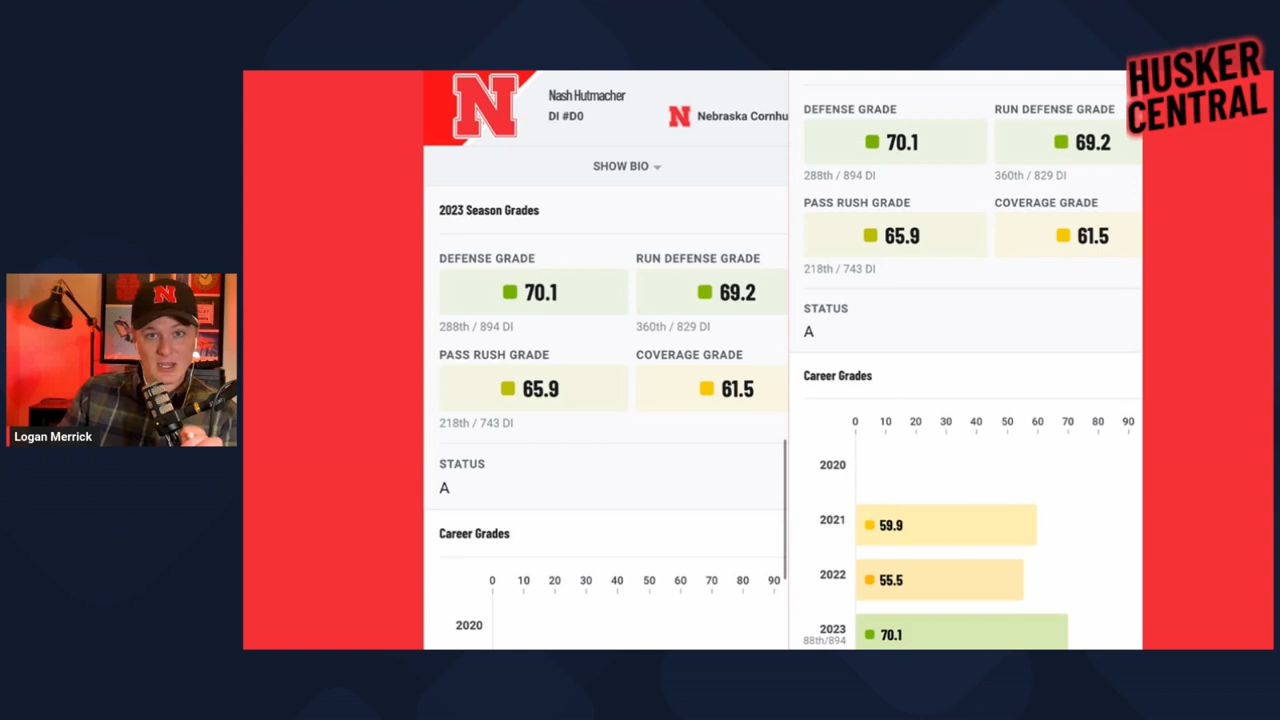 HUSKER
CENTRAL
N
Nash Hutmacher
DI #D0
N Nebraska Cornhu
SHOW BIO
2023 Season Grades
DEFENSE GRADE RUN DEFENSE GRADE
70.1 69.2
288th / 894 DI 360th / 829 DI
PASS RUSH GRADE COVERAGE GRADE
65.9 61.5
218th / 743 DI
STATUS
A
Career Grades
0 10 20 30 40 50 60 70 80 90
2020
DEFENSE GRADE RUN DEFENSE GRADE
70.1 69.2
288th / 894 DI 360th / 829 DI
PASS RUSH GRADE COVERAGE GRADE
65.9 61.5
218th / 743 DI
STATUS
A
Career Grades
0 10 20 30 40 50 60 70 80 90
2020
2021 59.9
2022 55.5
2023 70.1
88th/894
N
Logan Merrick